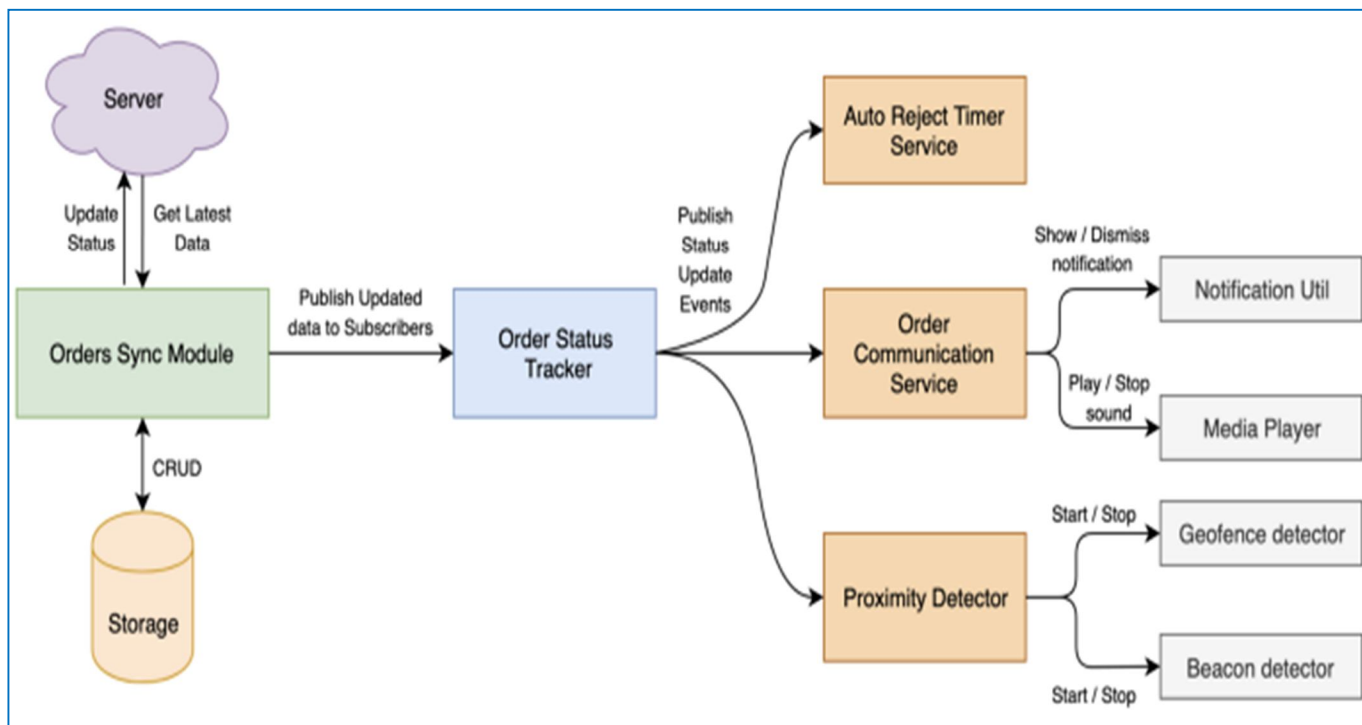 Server
Update
Status
Get Latest
Data
Orders Sync Module
CRUD
Storage
Publish Updated
data to Subscribers
Order Status
Tracker
Publish
Status
Update
Events
Auto Reject Timer
Service
Order
Communication
Service
Show / Dismiss
notification
Notification Util
Play / Stop
sound
Media Player
Proximity Detector
Start / Stop
Geofence detector
Start / Stop
Beacon detector